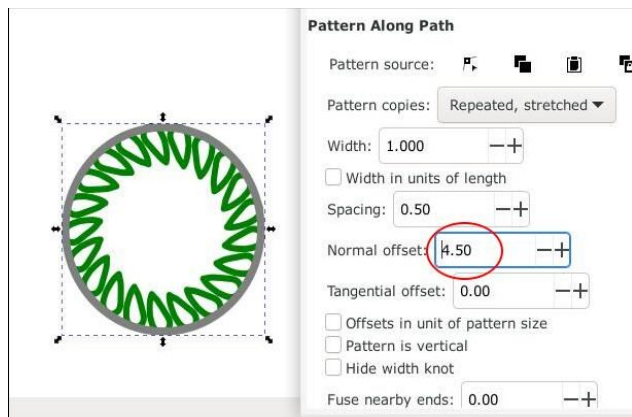 Pattern Along Path
Pattern source:
Pattern copies: Repeated, stretched
Width: 1.000
Width in units of length
Spacing: 0.50
Normal offset: 4.50
Tangential offset: 0.00
Offsets in unit of pattern size
Pattern is vertical
Hide width knot
Fuse nearby ends: 0.00